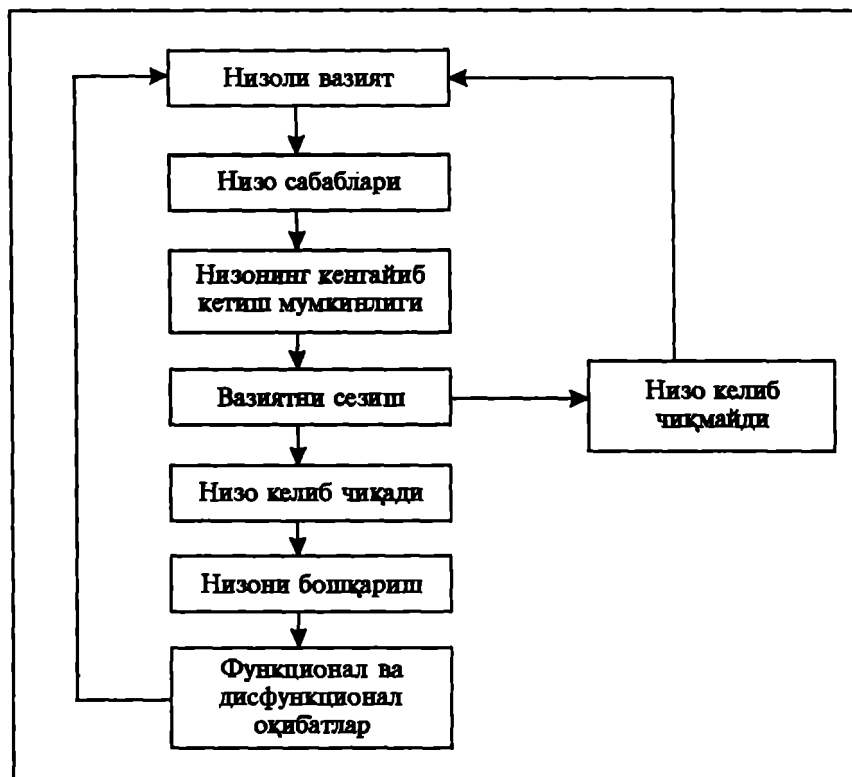 Низоли вазият
Низо сабаблари
Низонинг кенгайиб
кетиш мумкинлиги
Вазиятни сезиш
Низо келиб
чиқмайди
Низо келиб чиқади
Низони бошқариш
Функционал ва
дисфункционал
оқибатлар